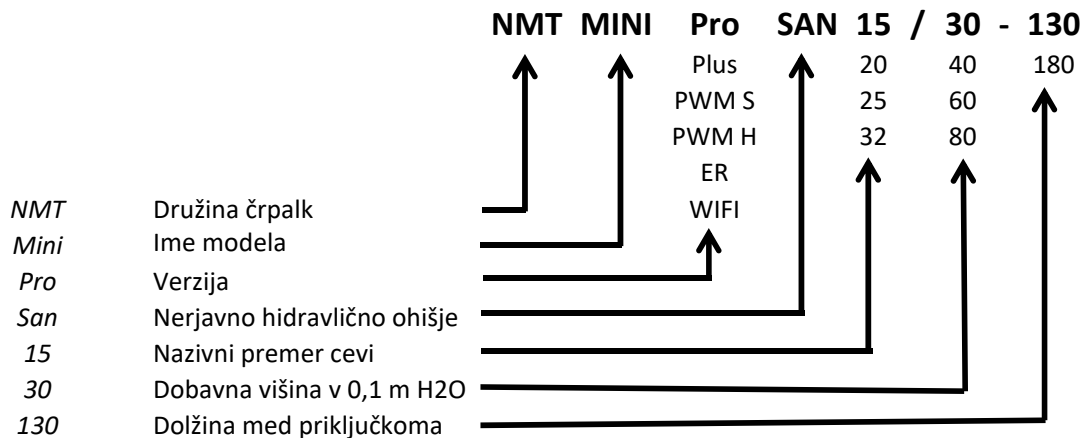 NMT MINI Pro SAN 15 / 30 - 130
Plus 20 40 180
PWM S 25 60
PWM H 32 80
ER
WIFI
NMT Družina črpalk
Mini Ime modela
Pro Verzija
San Nerjavno hidravlično ohišje
15 Nazivni premer cevi
30 Dobavna višina v 0,1 m H2O
130 Dolžina med priključkoma